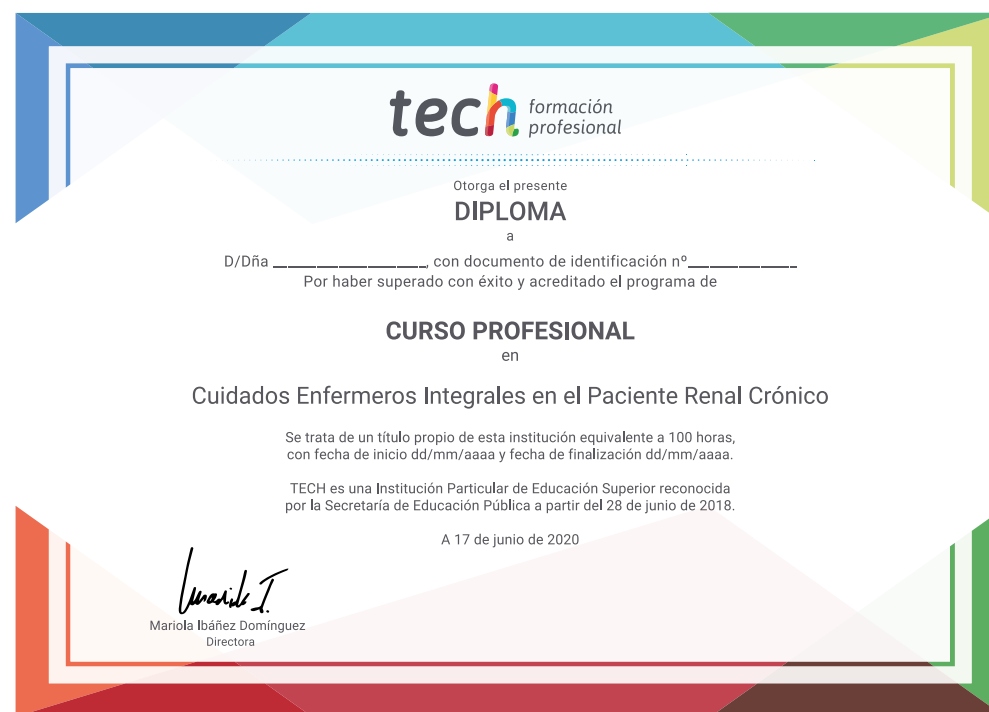 tech formación
profesional
Otorga el presente
DIPLOMA
a
D/Dña ____________________, con documento de identificación nº______________
Por haber superado con éxito y acreditado el programa de
CURSO PROFESIONAL
en
Cuidados Enfermeros Integrales en el Paciente Renal Crónico
Se trata de un título propio de esta institución equivalente a 100 horas,
con fecha de inicio dd/mm/aaaa y fecha de finalización dd/mm/aaaa.
TECH es una Institución Particular de Educación Superior reconocida
por la Secretaría de Educación Pública a partir del 28 de junio de 2018.
A 17 de junio de 2020
Mariola Ibáñez Domínguez
Directora